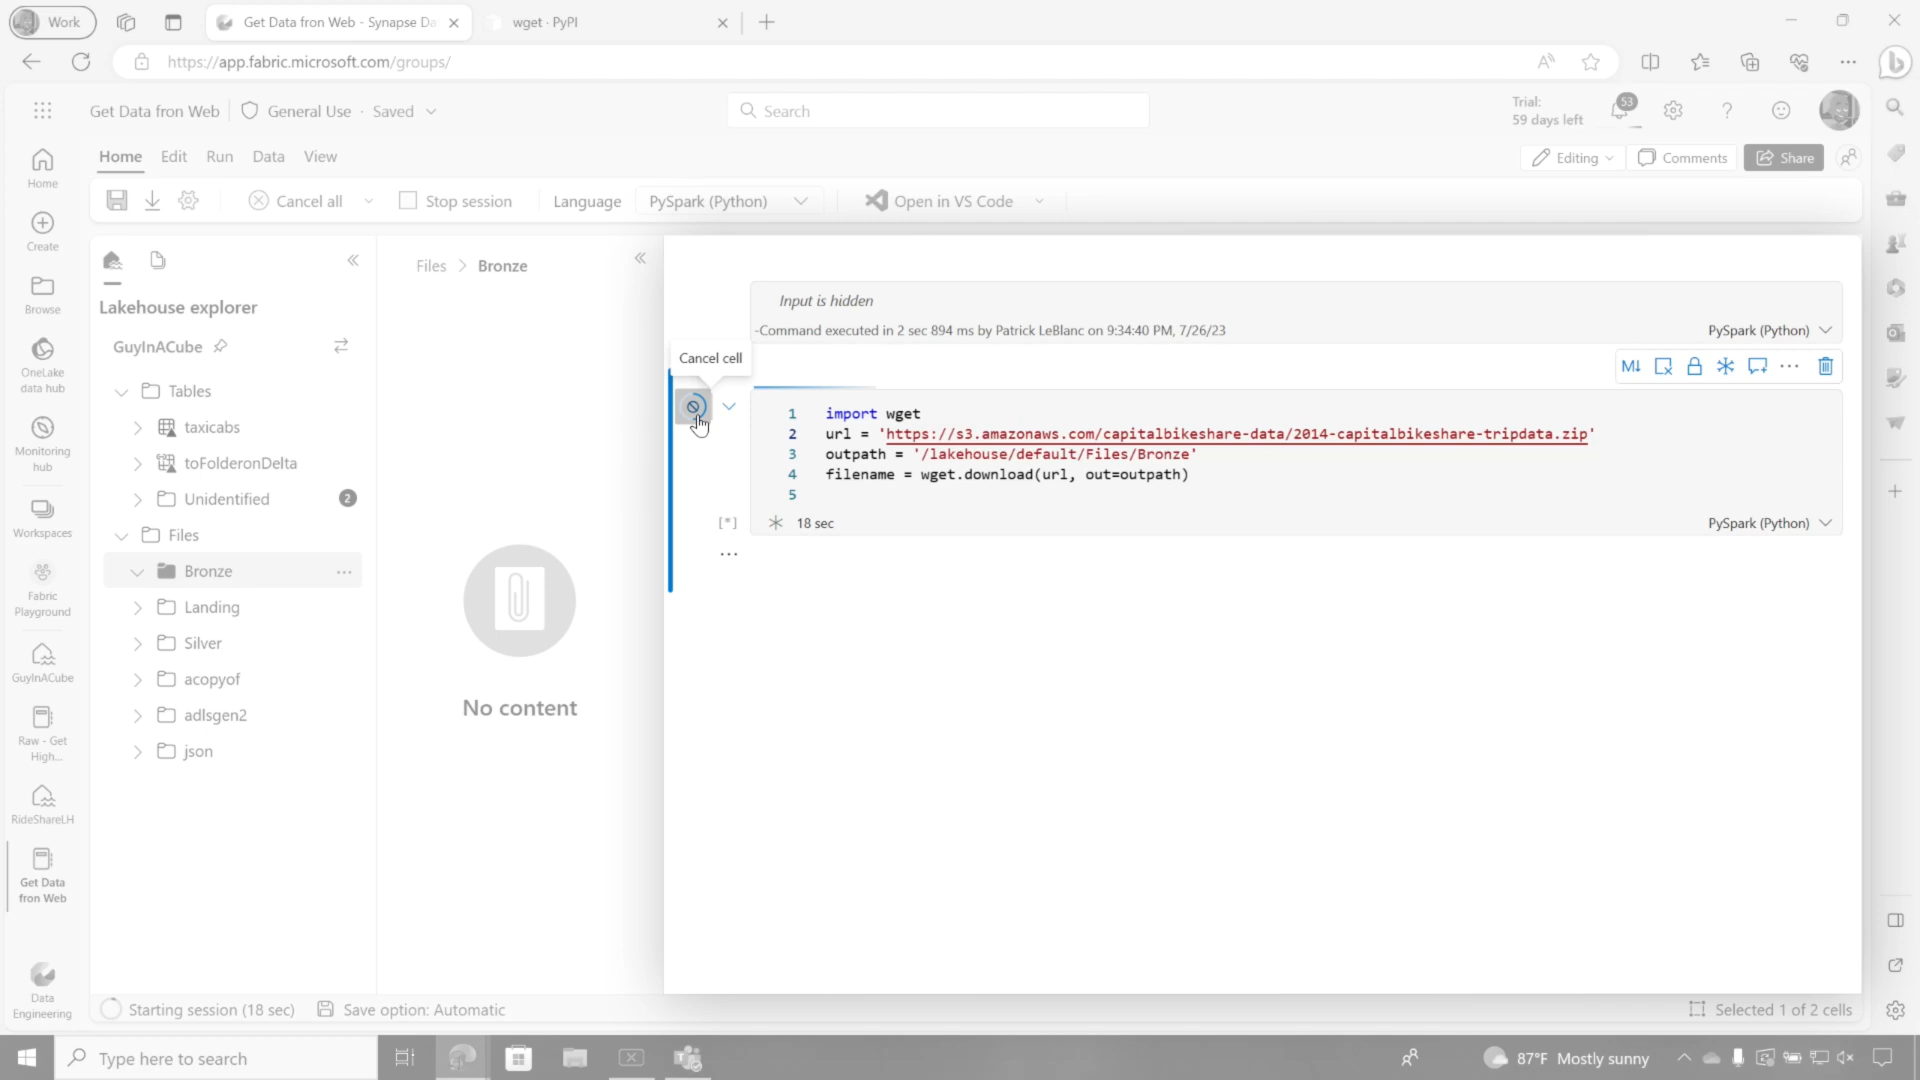 Work
Get Data fron Web - Synapse Da
wget · PyPI
https://app.fabric.microsoft.com/groups/
Get Data fron Web
General Use · Saved
Search
Trial:
59 days left
53
Home Edit Run Data View
Editing
Comments
Share
Cancel all
Stop session
Language
PySpark (Python)
Open in VS Code
Home
Create
Browse
OneLake
data hub
Monitoring
hub
Workspaces
Fabric
Playground
GuyInACube
Raw - Get
High...
RideShareLH
Get Data
fron Web
Data
Engineering
Lakehouse explorer
GuyInACube
Tables
taxicabs
toFolderonDelta
Unidentified 2
Files
Bronze ...
Landing
Silver
acopyof
adlsgen2
json
Files > Bronze
No content
Input is hidden
-Command executed in 2 sec 894 ms by Patrick LeBlanc on 9:34:40 PM, 7/26/23
PySpark (Python)
Cancel cell
M↓
1 import wget
2 url = 'https://s3.amazonaws.com/capitalbikeshare-data/2014-capitalbikeshare-tripdata.zip'
3 outpath = '/lakehouse/default/Files/Bronze'
4 filename = wget.download(url, out=outpath)
5
[*] 18 sec
PySpark (Python)
...
Starting session (18 sec)
Save option: Automatic
Selected 1 of 2 cells
Type here to search
87°F Mostly sunny